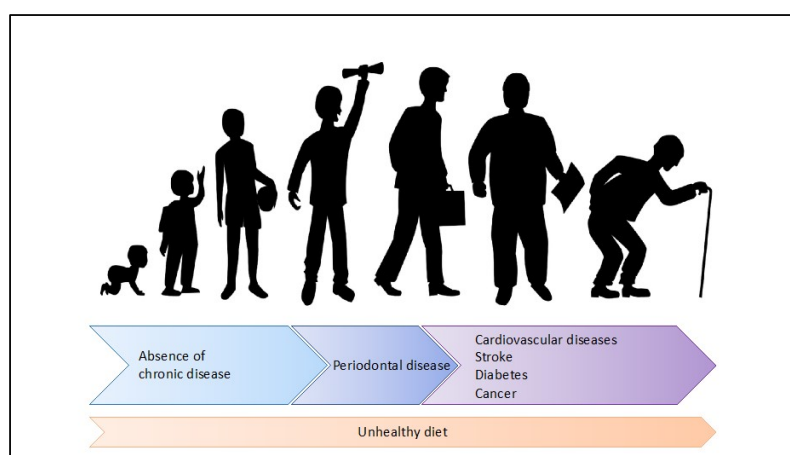 Absence of
chronic disease
Periodontal disease
Cardiovascular diseases
Stroke
Diabetes
Cancer
Unhealthy diet